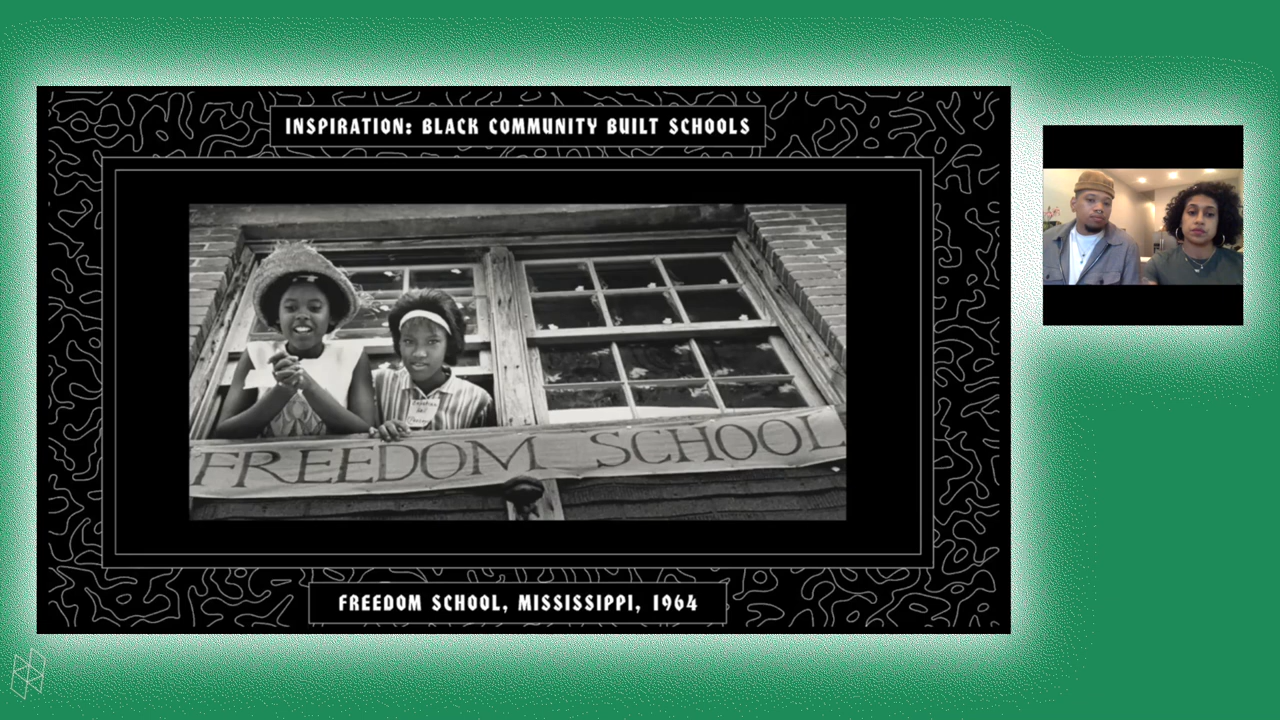 INSPIRATION: BLACK COMMUNITY BUILT SCHOOLS
FREEDOM SCHOOL
FREEDOM SCHOOL, MISSISSIPPI, 1964